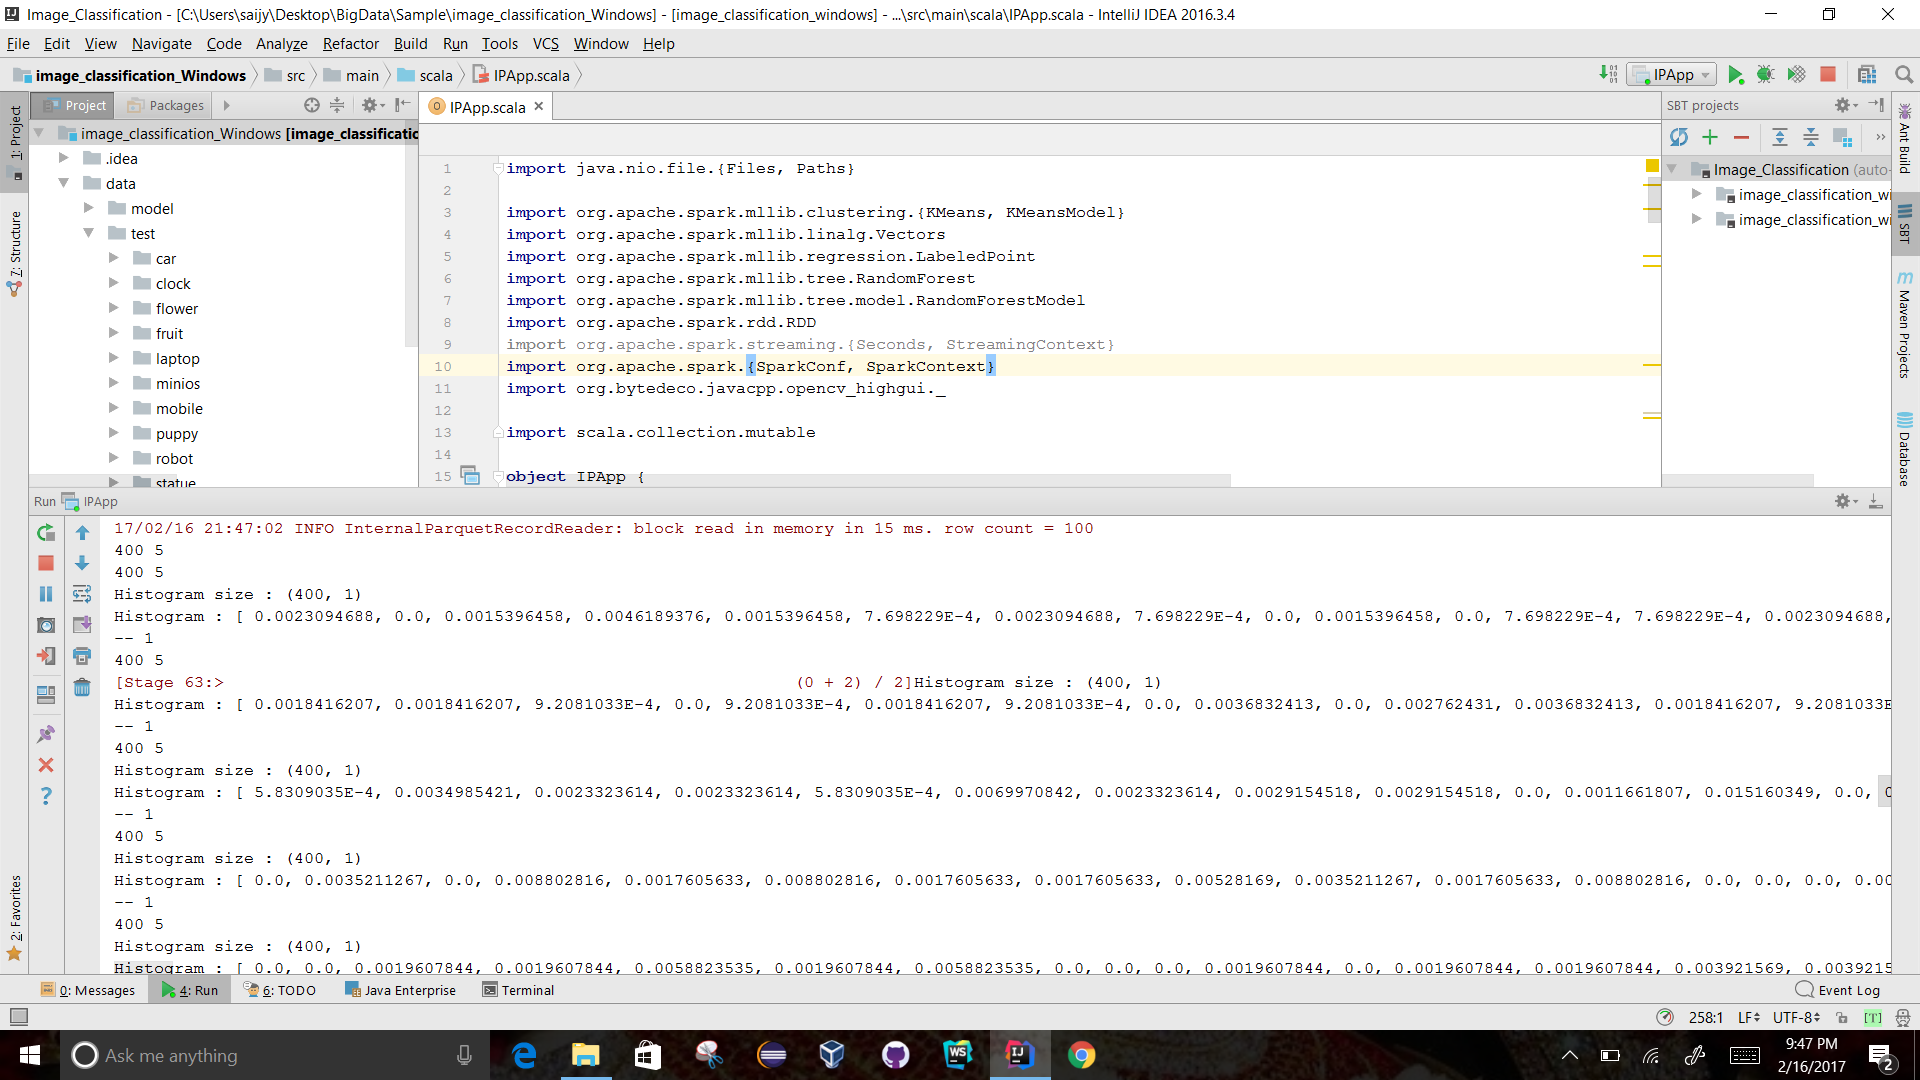 Image_Classification - [C:\Users\saijy\Desktop\BigData\Sample\image_classification_Windows] - [image_classification_windows] - ...\src\main\scala\IPApp.scala - IntelliJ IDEA 2016.3.4
File Edit View Navigate Code Analyze Refactor Build Run Tools VCS Window Help
image_classification_Windows src main scala IPApp.scala
IPApp
Project Packages
IPApp.scala
SBT projects
1: Project
7: Structure
2: Favorites
image_classification_Windows [image_classificatic
.idea
data
model
test
car
clock
flower
fruit
laptop
minios
mobile
puppy
robot
statue
1 import java.nio.file.{Files, Paths}
2
3 import org.apache.spark.mllib.clustering.{KMeans, KMeansModel}
4 import org.apache.spark.mllib.linalg.Vectors
5 import org.apache.spark.mllib.regression.LabeledPoint
6 import org.apache.spark.mllib.tree.RandomForest
7 import org.apache.spark.mllib.tree.model.RandomForestModel
8 import org.apache.spark.rdd.RDD
9 import org.apache.spark.streaming.{Seconds, StreamingContext}
10 import org.apache.spark.{SparkConf, SparkContext}
11 import org.bytedeco.javacpp.opencv_highgui._
12
13 import scala.collection.mutable
14
15 object IPApp {
Image_Classification (auto-
image_classification_wi
image_classification_wi
Ant Build
SBT
Maven Projects
Database
Run IPApp
17/02/16 21:47:02 INFO InternalParquetRecordReader: block read in memory in 15 ms. row count = 100
400 5
400 5
Histogram size : (400, 1)
Histogram : [ 0.0023094688, 0.0, 0.0015396458, 0.0046189376, 0.0015396458, 7.698229E-4, 0.0023094688, 7.698229E-4, 0.0, 0.0015396458, 0.0, 7.698229E-4, 7.698229E-4, 0.0023094688,
-- 1
400 5
[Stage 63:> (0 + 2) / 2]Histogram size : (400, 1)
Histogram : [ 0.0018416207, 0.0018416207, 9.2081033E-4, 0.0, 9.2081033E-4, 0.0018416207, 9.2081033E-4, 0.0, 0.0036832413, 0.0, 0.002762431, 0.0036832413, 0.0018416207, 9.2081033E
-- 1
400 5
Histogram size : (400, 1)
Histogram : [ 5.8309035E-4, 0.0034985421, 0.0023323614, 0.0023323614, 5.8309035E-4, 0.0069970842, 0.0023323614, 0.0029154518, 0.0029154518, 0.0, 0.0011661807, 0.015160349, 0.0, 0
-- 1
400 5
Histogram size : (400, 1)
Histogram : [ 0.0, 0.0035211267, 0.0, 0.008802816, 0.0017605633, 0.008802816, 0.0017605633, 0.0017605633, 0.00528169, 0.0035211267, 0.0017605633, 0.008802816, 0.0, 0.0, 0.0, 0.00
-- 1
400 5
Histogram size : (400, 1)
Histogram : [ 0.0, 0.0, 0.0019607844, 0.0019607844, 0.0058823535, 0.0019607844, 0.0058823535, 0.0, 0.0, 0.0, 0.0019607844, 0.0, 0.0019607844, 0.0019607844, 0.003921569, 0.0039215
0: Messages 4: Run 6: TODO Java Enterprise Terminal Event Log
258:1 LF UTF-8 [T]
Ask me anything
9:47 PM
2/16/2017
2